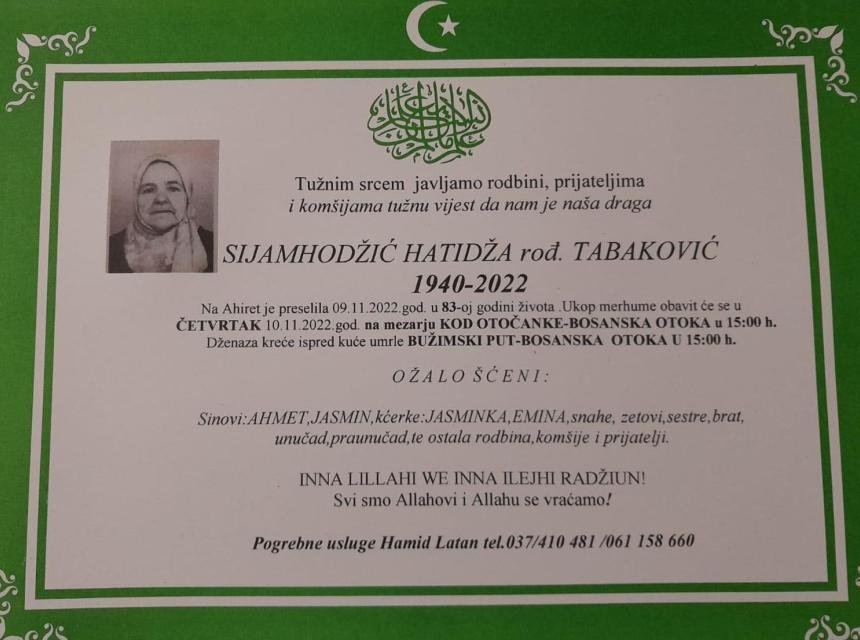 Tužnim srcem javljamo rodbini, prijateljima
i komšijama tužnu vijest da nam je naša draga
SIJAMHODŽIĆ HATIDŽA rođ. TABAKOVIĆ
1940-2022
Na Ahiret je preselila 09.11.2022.god. u 83-oj godini života .Ukop merhume obavit će se u
ČETVRTAK 10.11.2022.god. na mezarju KOD OTOČANKE-BOSANSKA OTOKA u 15:00 h.
Dženaza kreće ispred kuće umrle BUŽIMSKI PUT-BOSANSKA OTOKA U 15:00 h.
OŽALO ŠĆENI:
Sinovi:AHMET,JASMIN,kćerke:JASMINKA,EMINA,snahe, zetovi,sestre,brat,
unučad,praunučad,te ostala rodbina,komšije i prijatelji.
INNA LILLAHI WE INNA ILEJHI RADŽIUN!
Svi smo Allahovi i Allahu se vraćamo!
Pogrebne usluge Hamid Latan tel.037/410 481 /061 158 660